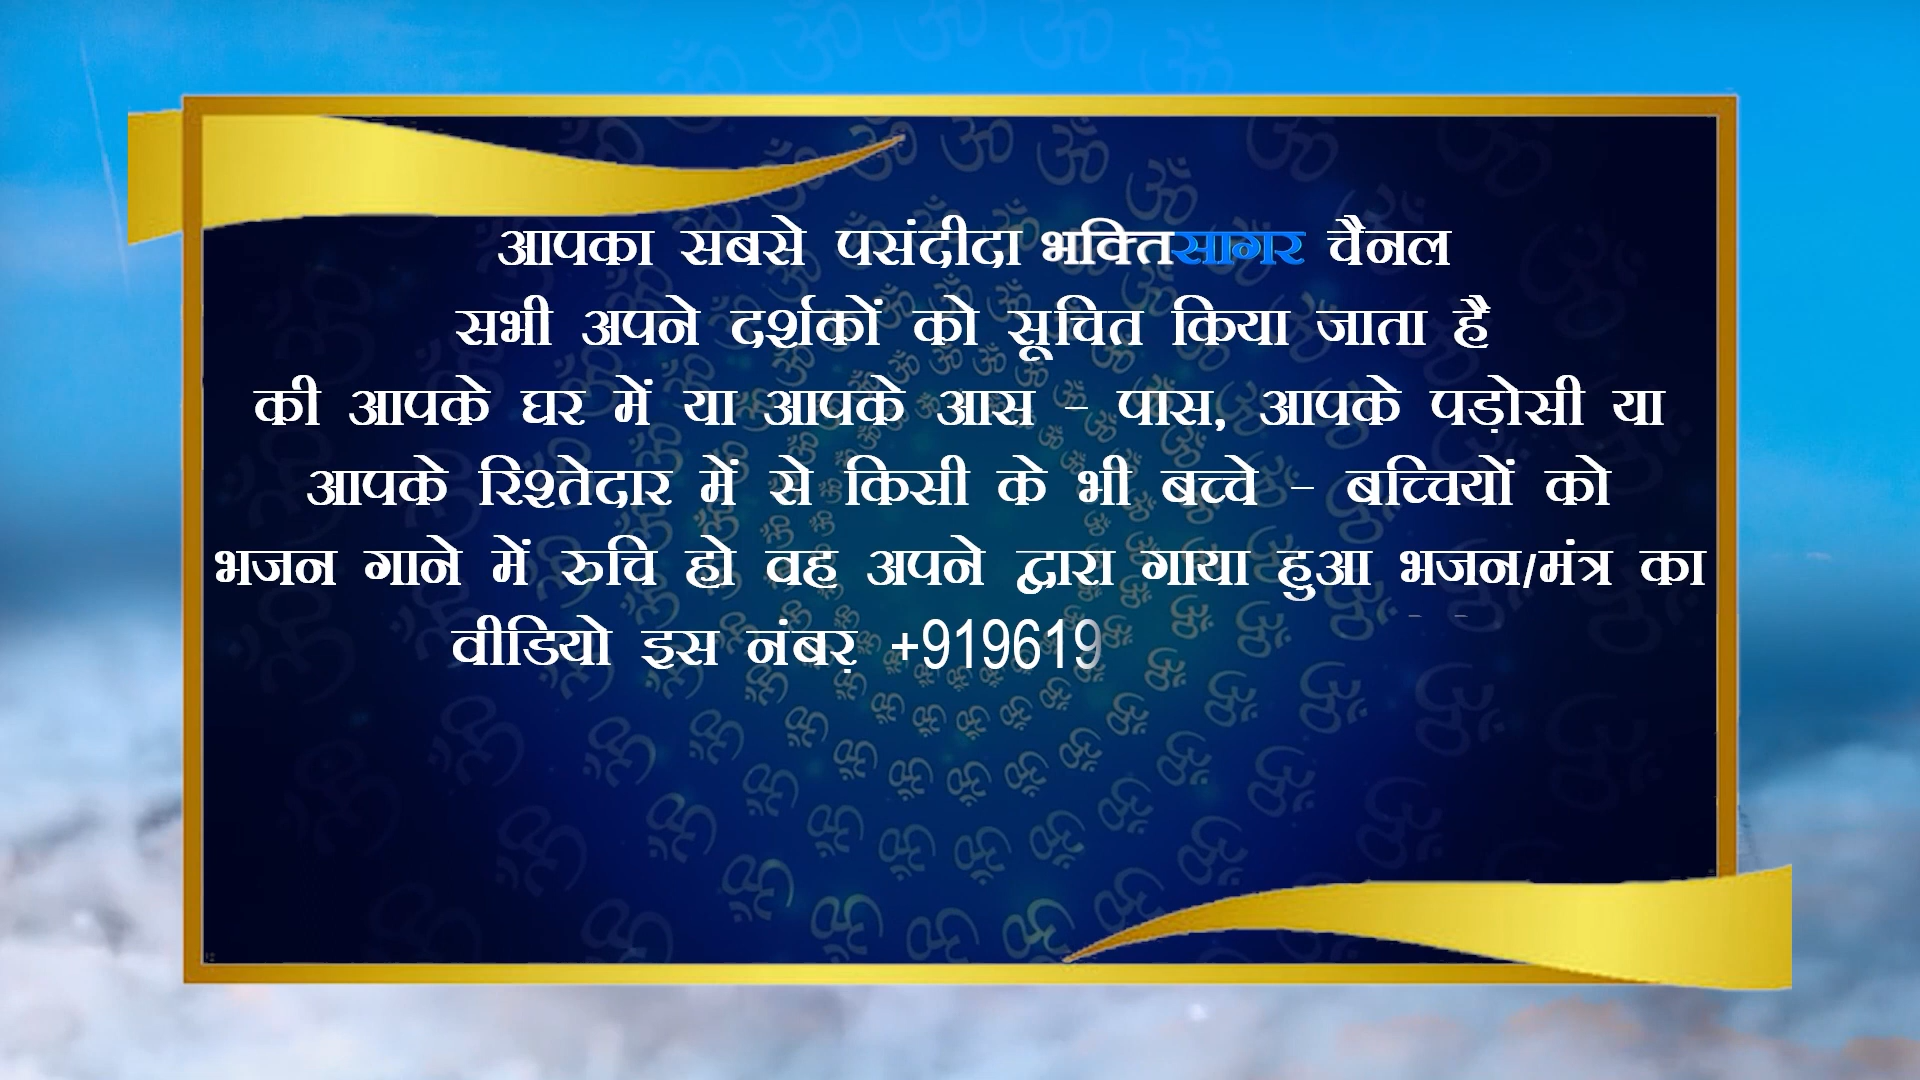 आपका सबसे पसंदीदा भक्तिसागर चैनल
सभी अपने दर्शकों को सूचित किया जाता है
की आपके घर में या आपके आस - पास, आपके पड़ोसी या
आपके रिश्तेदार में से किसी के भी बच्चे - बच्चियों को
भजन गाने में रुचि हो वह अपने द्वारा गाया हुआ भजन/मंत्र का
वीडियो इस नंबर +919619